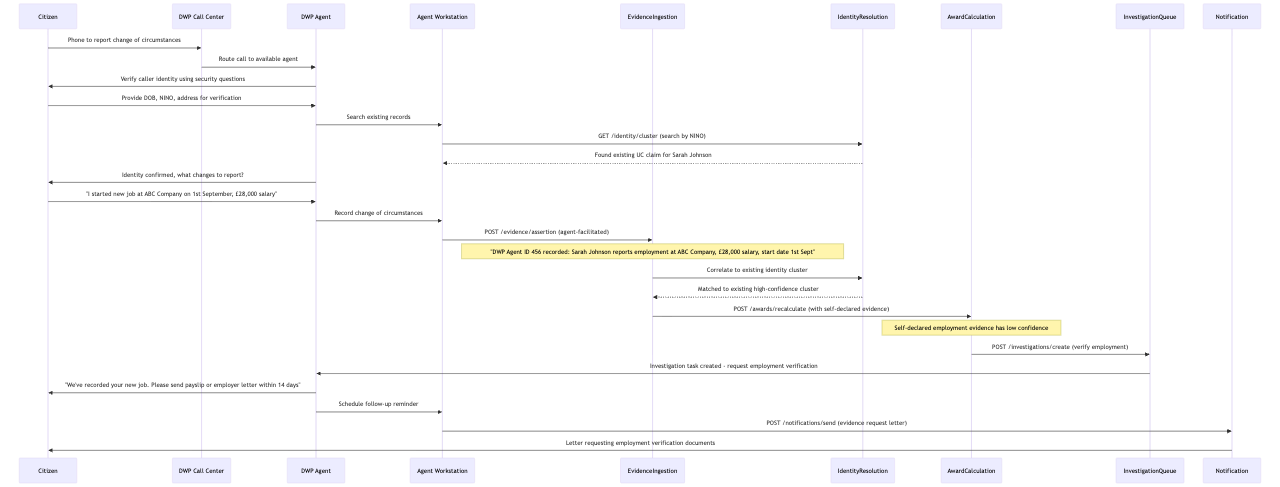 Citizen
DWP Call Center
DWP Agent
Agent Workstation
EvidenceIngestion
IdentityResolution
AwardCalculation
InvestigationQueue
Notification
Phone to report change of circumstances
Route call to available agent
Verify caller identity using security questions
Provide DOB, NINO, address for verification
Search existing records
GET /identity/cluster (search by NINO)
Found existing UC claim for Sarah Johnson
Identity confirmed, what changes to report?
"I started new job at ABC Company on 1st September, £28,000 salary"
Record change of circumstances
POST /evidence/assertion (agent-facilitated)
"DWP Agent ID 456 recorded: Sarah Johnson reports employment at ABC Company, £28,000 salary, start date 1st Sept"
Correlate to existing identity cluster
Matched to existing high-confidence cluster
POST /awards/recalculate (with self-declared evidence)
Self-declared employment evidence has low confidence
POST /investigations/create (verify employment)
Investigation task created - request employment verification
"We've recorded your new job. Please send payslip or employer letter within 14 days"
Schedule follow-up reminder
POST /notifications/send (evidence request letter)
Letter requesting employment verification documents
Citizen
DWP Call Center
DWP Agent
Agent Workstation
EvidenceIngestion
IdentityResolution
AwardCalculation
InvestigationQueue
Notification